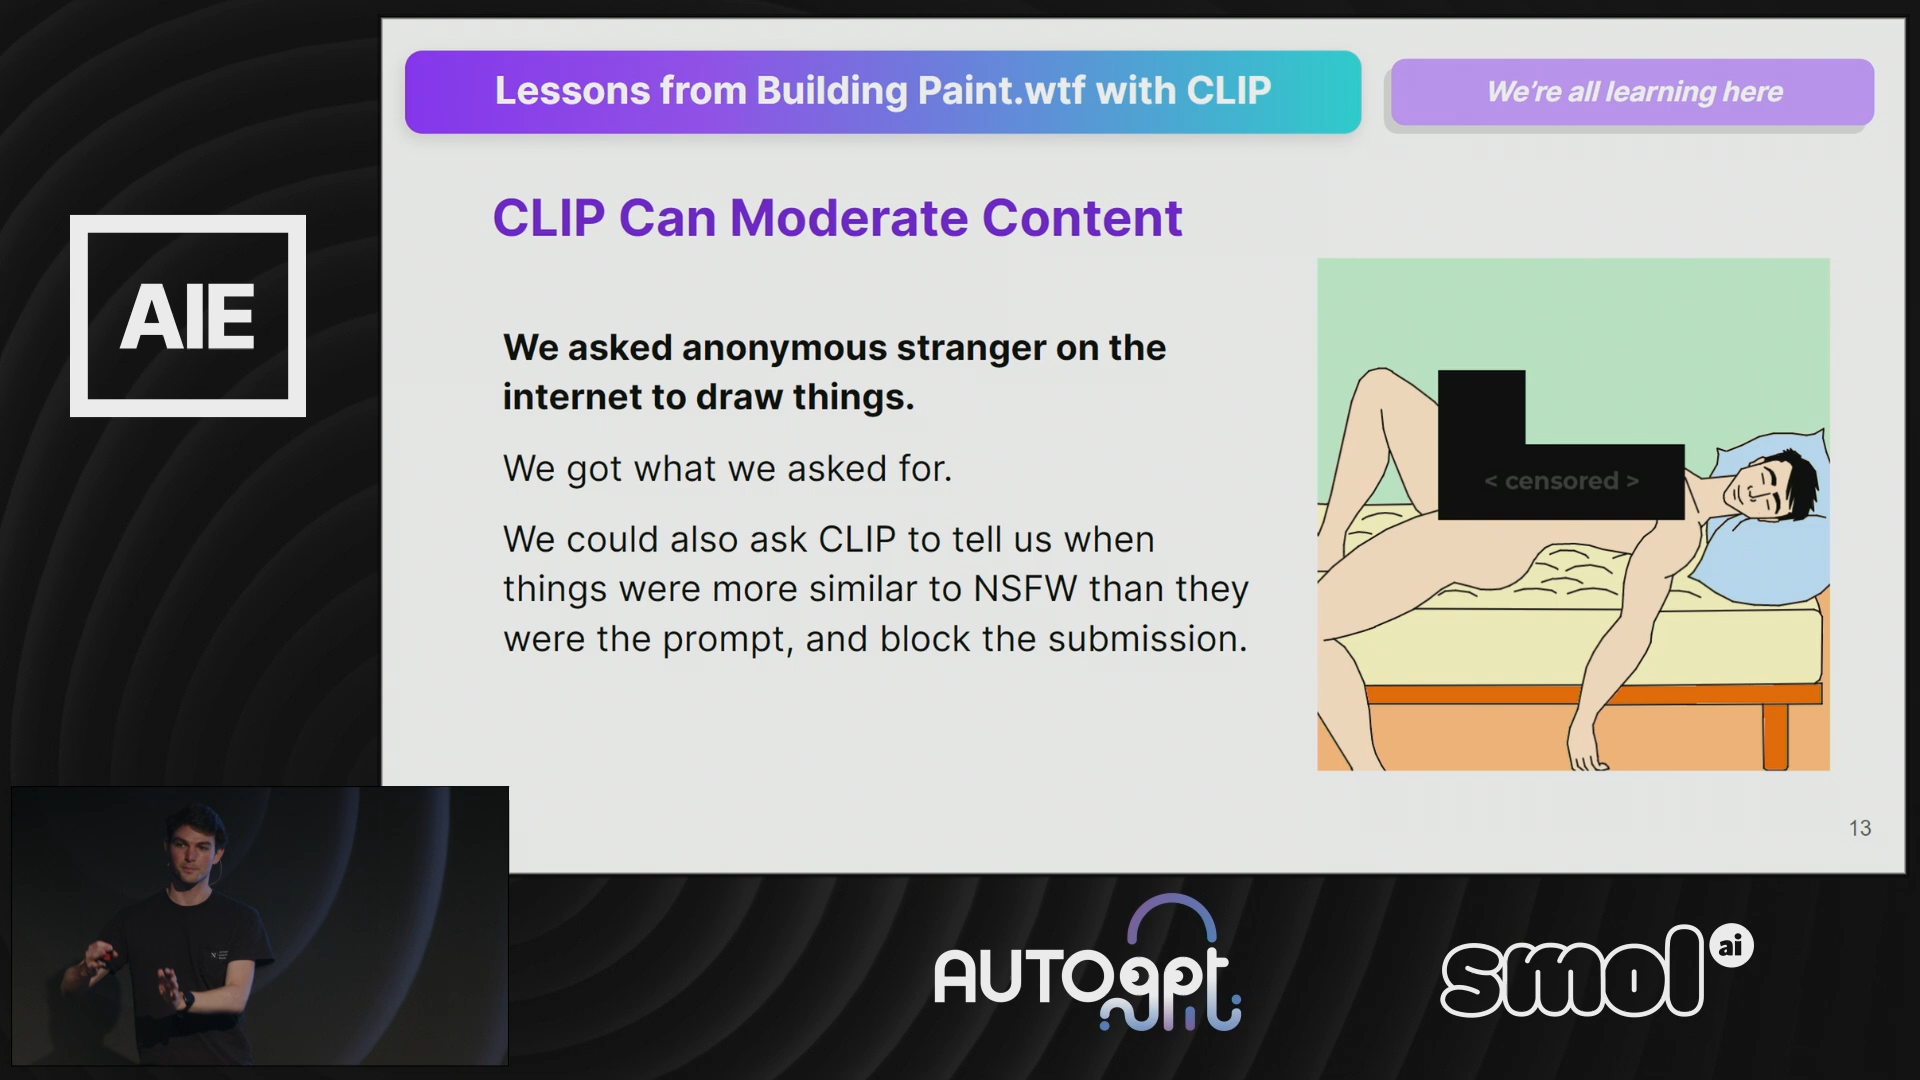 Lessons from Building Paint.wtf with CLIP
We're all learning here
AIE
CLIP Can Moderate Content
We asked anonymous stranger on the
internet to draw things.
We got what we asked for.
We could also ask CLIP to tell us when
things were more similar to NSFW than they
were the prompt, and block the submission.
< censored >
13
AUTOgpt
smol ai